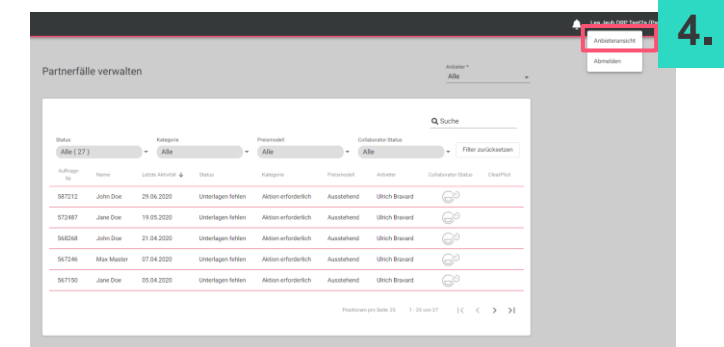 4.
Anbieteransicht
Abmelden
Partnerfälle verwalten
Anbieter *
Alle
Suche
Status Kategorie Preismodell Collaborator-Status
Alle ( 27 ) Alle Alle Alle Filter zurücksetzen
Auftrags-
Nr. Name Letzte Aktivität Status Kategorie Preismodell Anbieter Collaborator-Status ClearPilot
587212 John Doe 29.06.2020 Unterlagen fehlen Aktion erforderlich Ausstehend Ulrich Bravard
572487 Jane Doe 19.05.2020 Unterlagen fehlen Aktion erforderlich Ausstehend Ulrich Bravard
568268 John Doe 21.04.2020 Unterlagen fehlen Aktion erforderlich Ausstehend Ulrich Bravard
567246 Max Master 07.04.2020 Unterlagen fehlen Aktion erforderlich Ausstehend Ulrich Bravard
567150 Jane Doe 05.04.2020 Unterlagen fehlen Aktion erforderlich Ausstehend Ulrich Bravard
Positionen pro Seite 25 1 - 25 von 27